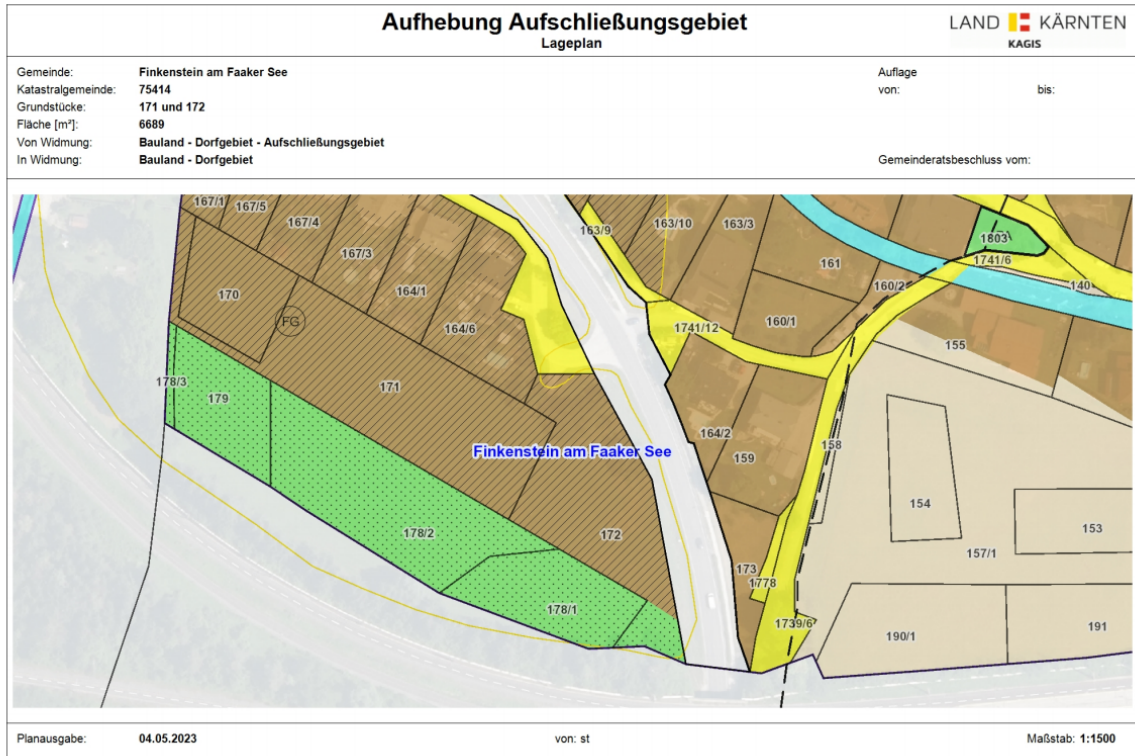 Aufhebung Aufschließungsgebiet
Lageplan
LAND KÄRNTEN
KAGIS
Gemeinde: Finkenstein am Faaker See
Katastralgemeinde: 75414
Grundstücke: 171 und 172
Fläche [m²]: 6689
Von Widmung: Bauland - Dorfgebiet - Aufschließungsgebiet
In Widmung: Bauland - Dorfgebiet
Auflage
von: bis:
Gemeinderatsbeschluss vom:
167/1
167/5
167/4
167/3
164/1
164/6
170
FG
171
163/9
163/10
163/3
161
160/2
160/1
1741/12
1803
1741/6
140
155
178/3
179
164/2
159
158
Finkenstein am Faaker See
154
153
157/1
178/2
172
173
1778
178/1
1739/6
190/1
191
Planausgabe: 04.05.2023
von: st
Maßstab: 1:1500